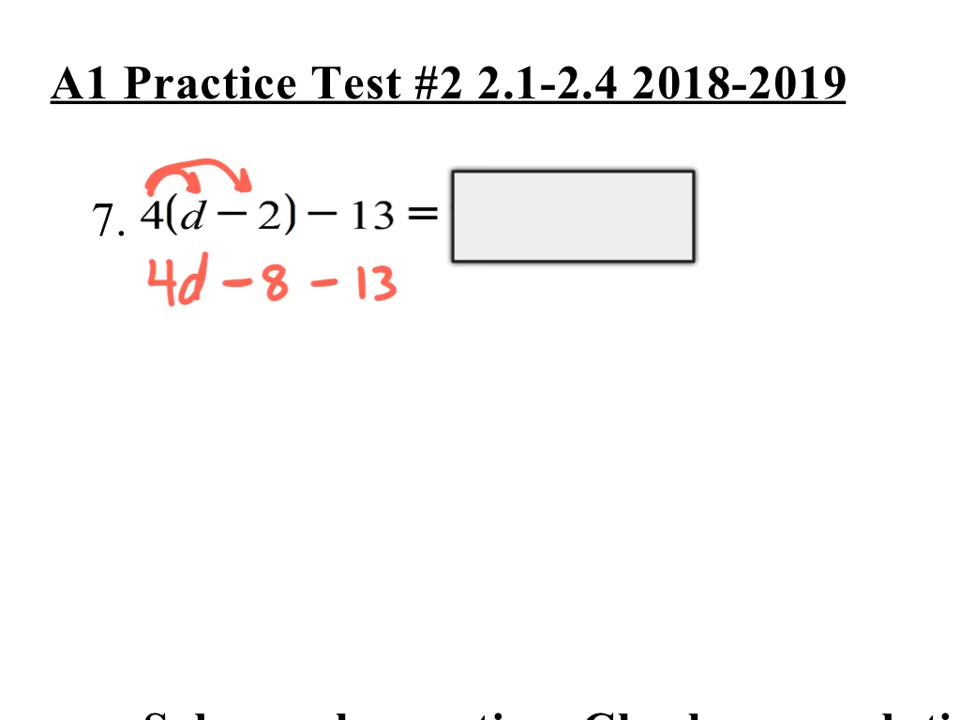 A1 Practice Test #2 2.1-2.4 2018-2019
7. 4(d − 2) − 13 =
4d − 8 − 13